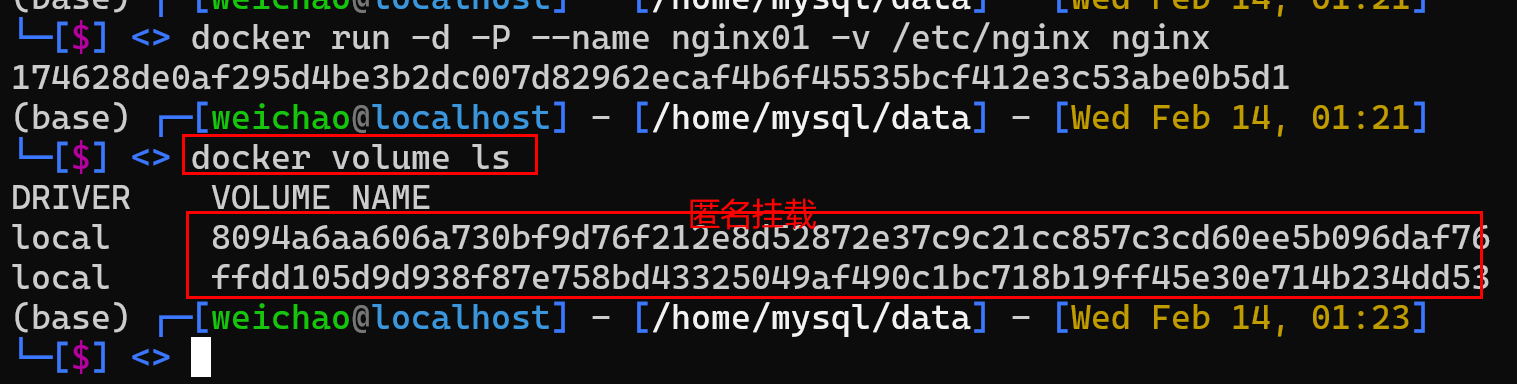 (base) ┌─[weichao@localhost] - [/home/mysql/data] - [Wed Feb 14, 01:21]
└─[$] <> docker run -d -P --name nginx01 -v /etc/nginx nginx
174628de0af295d4be3b2dc007d82962ecaf4b6f45535bcf412e3c53abe0b5d1
(base) ┌─[weichao@localhost] - [/home/mysql/data] - [Wed Feb 14, 01:21]
└─[$] <> docker volume ls
DRIVER    VOLUME NAME
匿名挂载
local     8094a6aa606a730bf9d76f212e8d52872e37c9c21cc857c3cd60ee5b096daf76
local     ffdd105d9d938f87e758bd43325049af490c1bc718b19ff45e30e714b234dd53
(base) ┌─[weichao@localhost] - [/home/mysql/data] - [Wed Feb 14, 01:23]
└─[$] <>